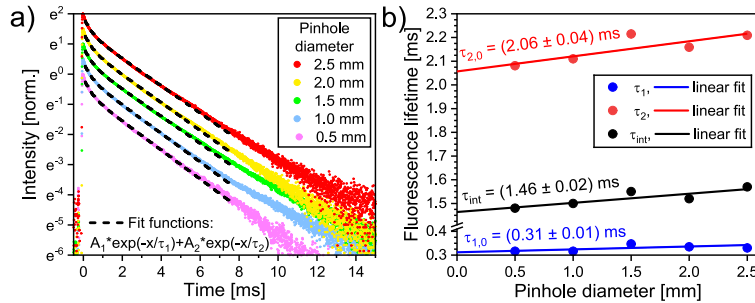 a)
Intensity [norm.]
e²
e¹
e⁰
e⁻¹
e⁻²
e⁻³
e⁻⁴
e⁻⁵
e⁻⁶
Pinhole
diameter
2.5 mm
2.0 mm
1.5 mm
1.0 mm
0.5 mm
Fit functions:
A₁*exp(-x/τ₁)+A₂*exp(-x/τ₂)
0 2 4 6 8 10 12 14
Time [ms]
b)
Fluorescence lifetime [ms]
2.3
2.2
2.1
2.0
1.9
1.8
1.7
1.6
1.5
1.4
0.4
0.3
τ₂,₀ = (2.06 ± 0.04) ms
τ₁, linear fit
τ₂, linear fit
τint, linear fit
τint = (1.46 ± 0.02) ms
τ₁,₀ = (0.31 ± 0.01) ms
0.0 0.5 1.0 1.5 2.0 2.5
Pinhole diameter [mm]